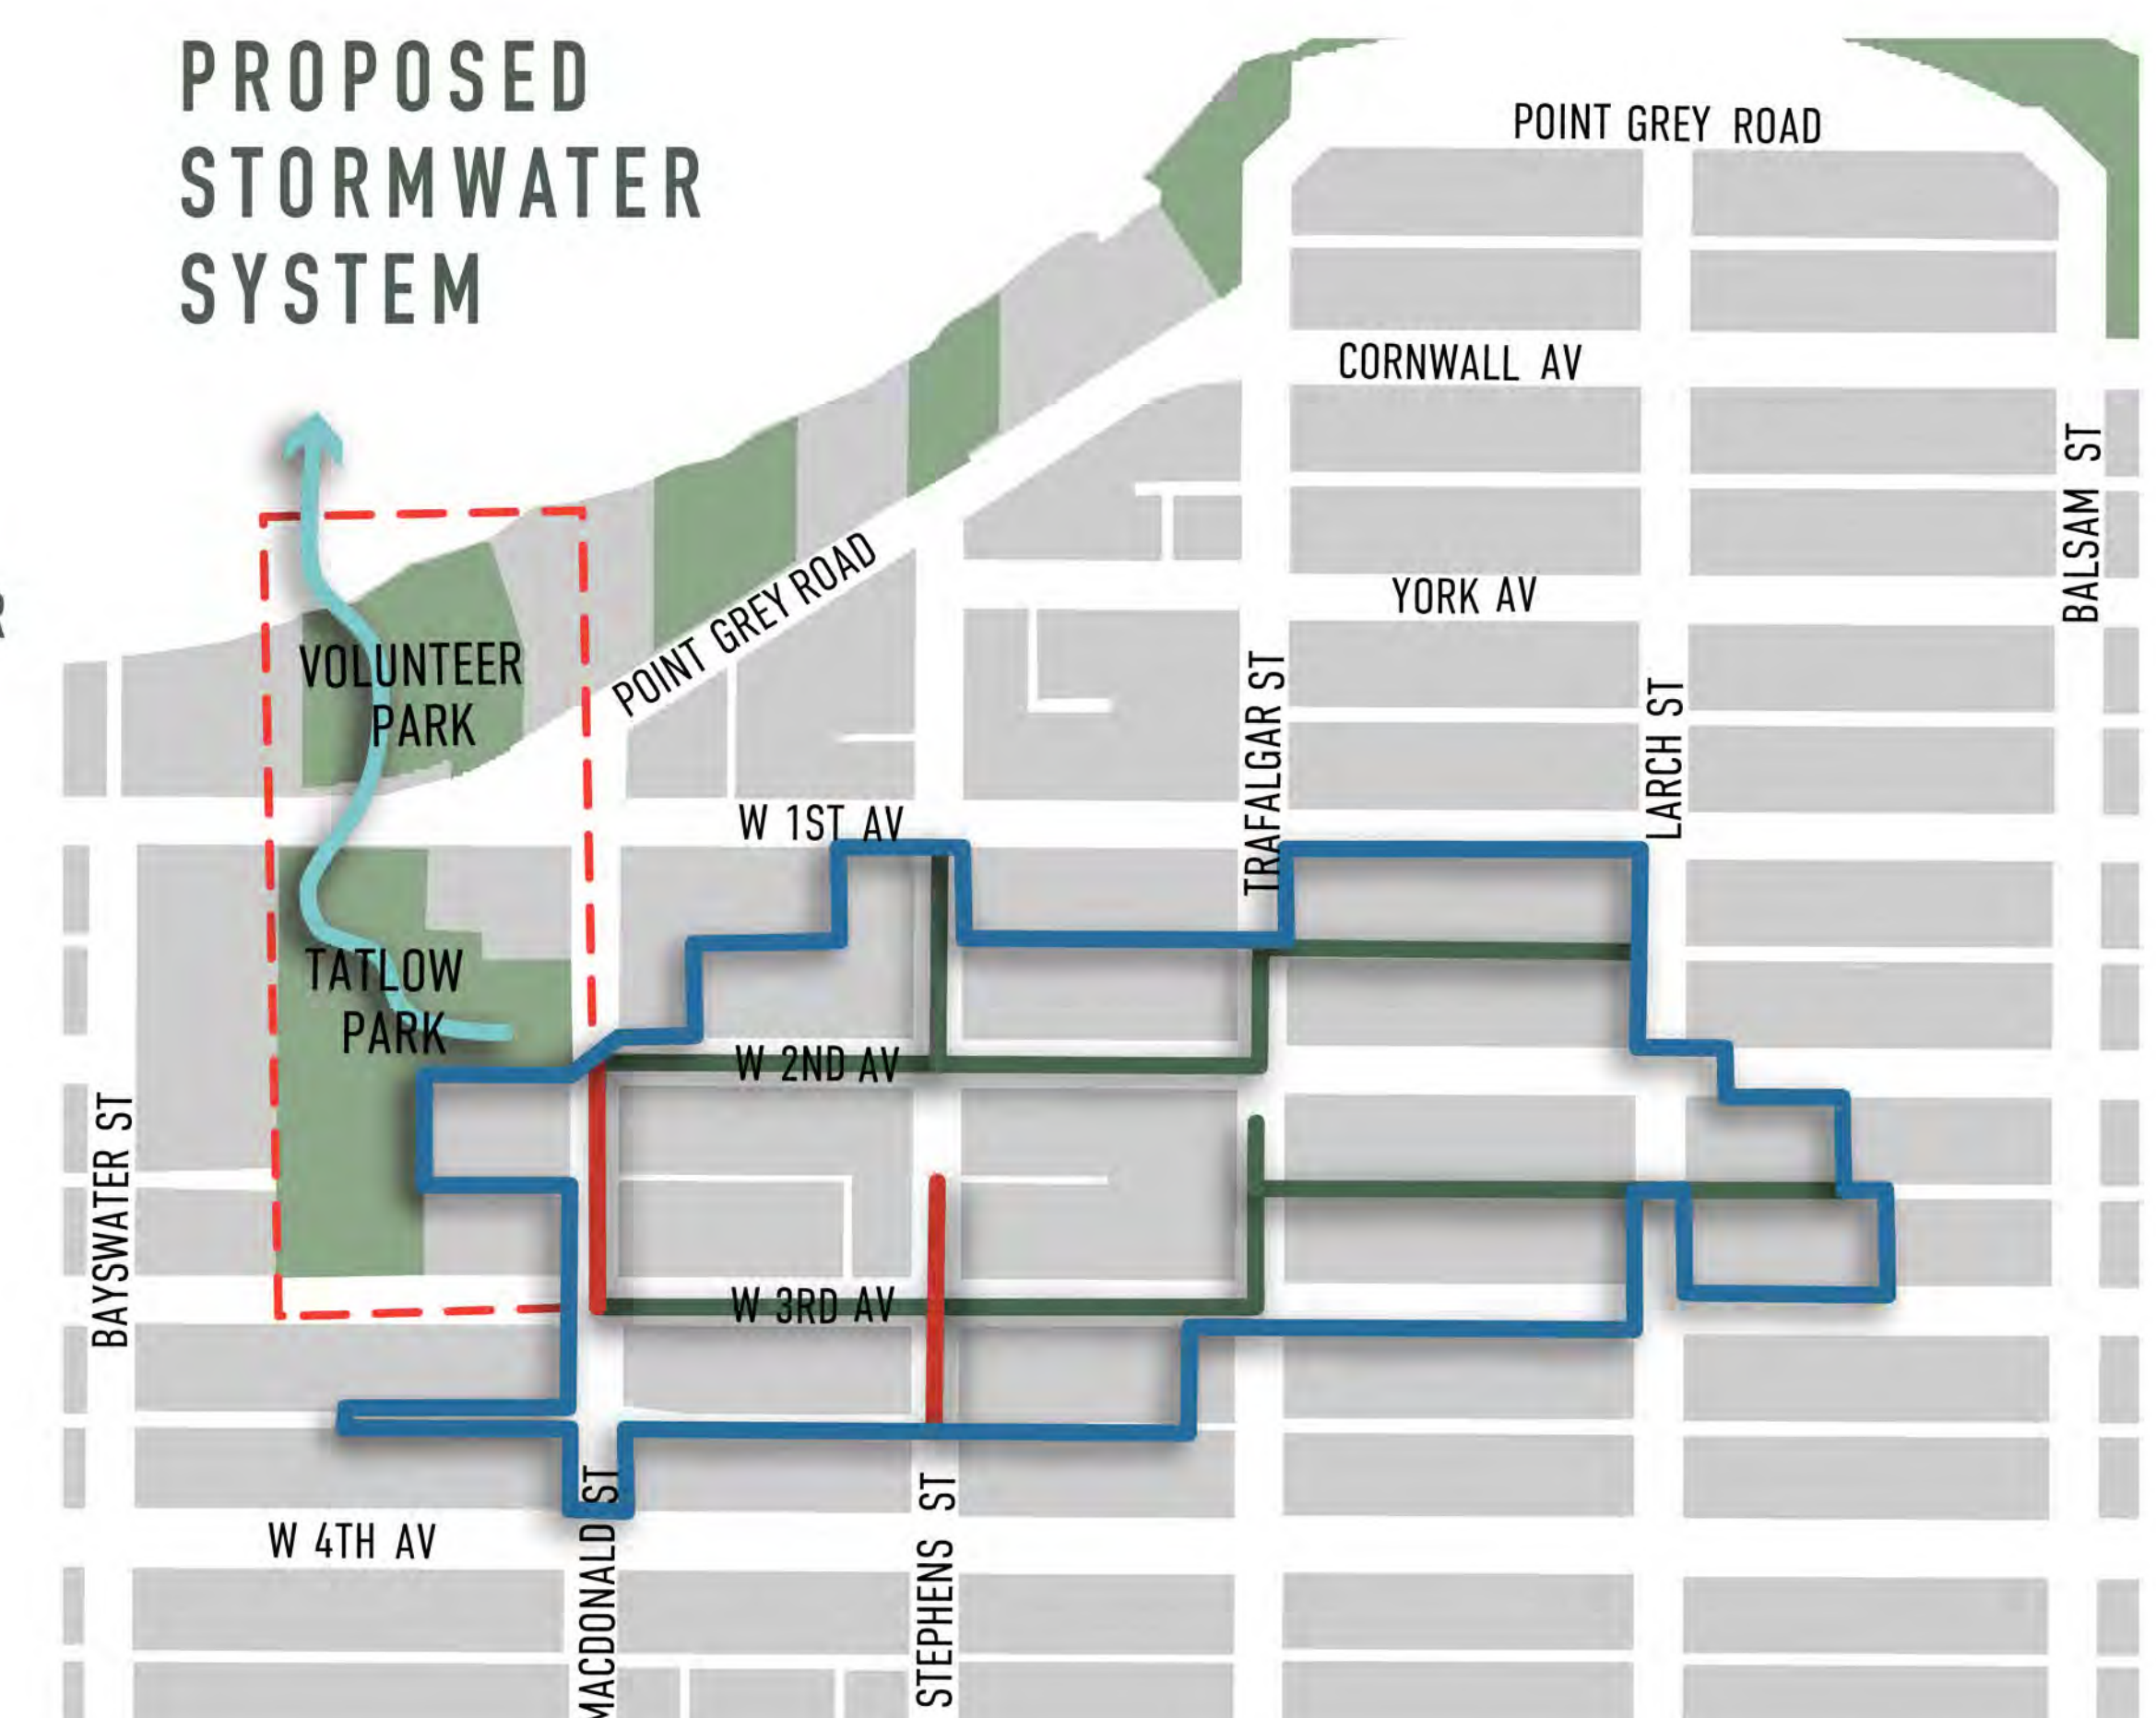 PROPOSED
STORMWATER
SYSTEM
POINT GREY ROAD
CORNWALL AV
BALSAM ST
POINT GREY ROAD
YORK AV
VOLUNTEER
PARK
TRAFALGAR ST
LARCH ST
W 1ST AV
TATLOW
PARK
W 2ND AV
BAYSWATER ST
W 3RD AV
W 4TH AV
MACDONALD ST
STEPHENS ST